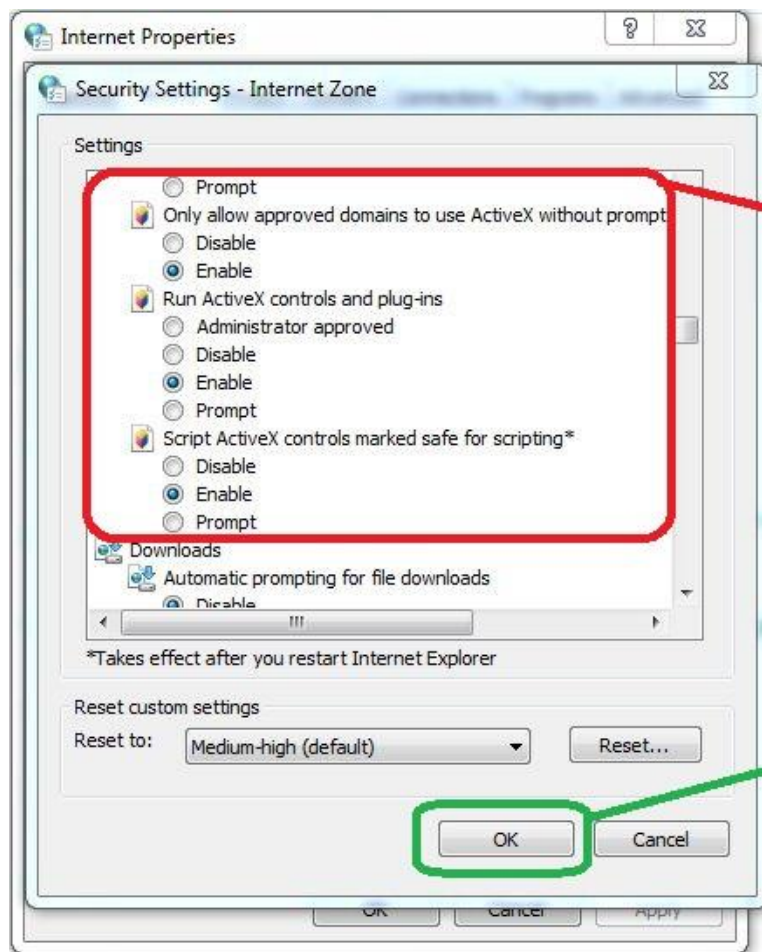 Internet Properties
Security Settings - Internet Zone
Settings
Prompt
Only allow approved domains to use ActiveX without prompt
Disable
Enable
Run ActiveX controls and plug-ins
Administrator approved
Disable
Enable
Prompt
Script ActiveX controls marked safe for scripting*
Disable
Enable
Prompt
Downloads
Automatic prompting for file downloads
Disable
*Takes effect after you restart Internet Explorer
Reset custom settings
Reset to: Medium-high (default) Reset...
OK Cancel
OK Cancel Apply